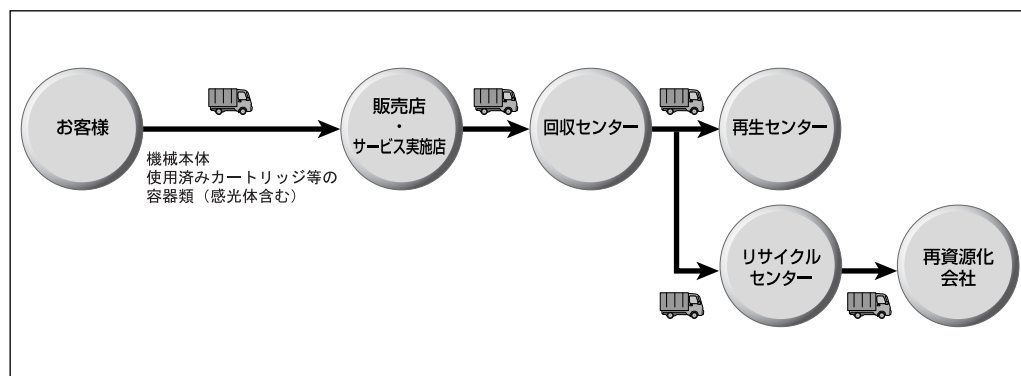 お客様
機械本体
使用済みカートリッジ等の
容器類（感光体含む）
販売店
・
サービス実施店
回収センター
再生センター
リサイクル
センター
再資源化
会社